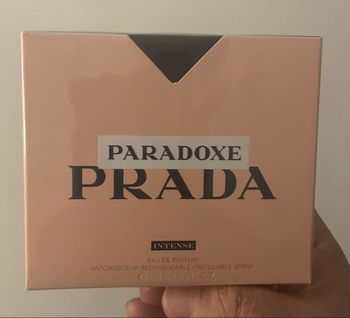 PARADOXE
PRADA
INTENSE
EAU DE PARFUM
VAPORISATEUR RECHARGEABLE / REFILLABLE SPRAY